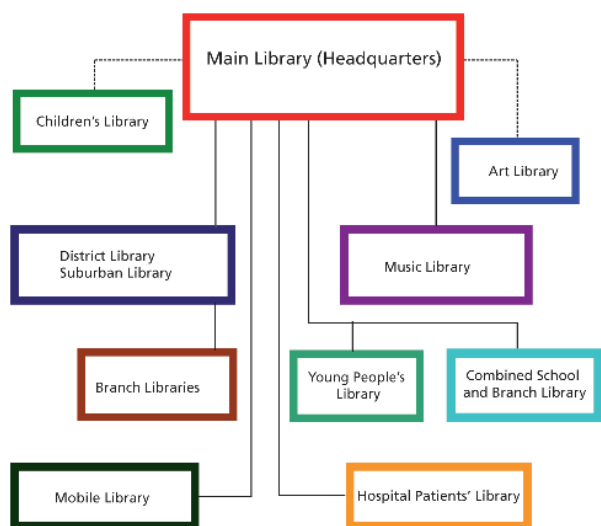 Main Library (Headquarters)
Children's Library
Art Library
District Library
Suburban Library
Music Library
Branch Libraries
Young People's
Library
Combined School
and Branch Library
Mobile Library
Hospital Patients' Library